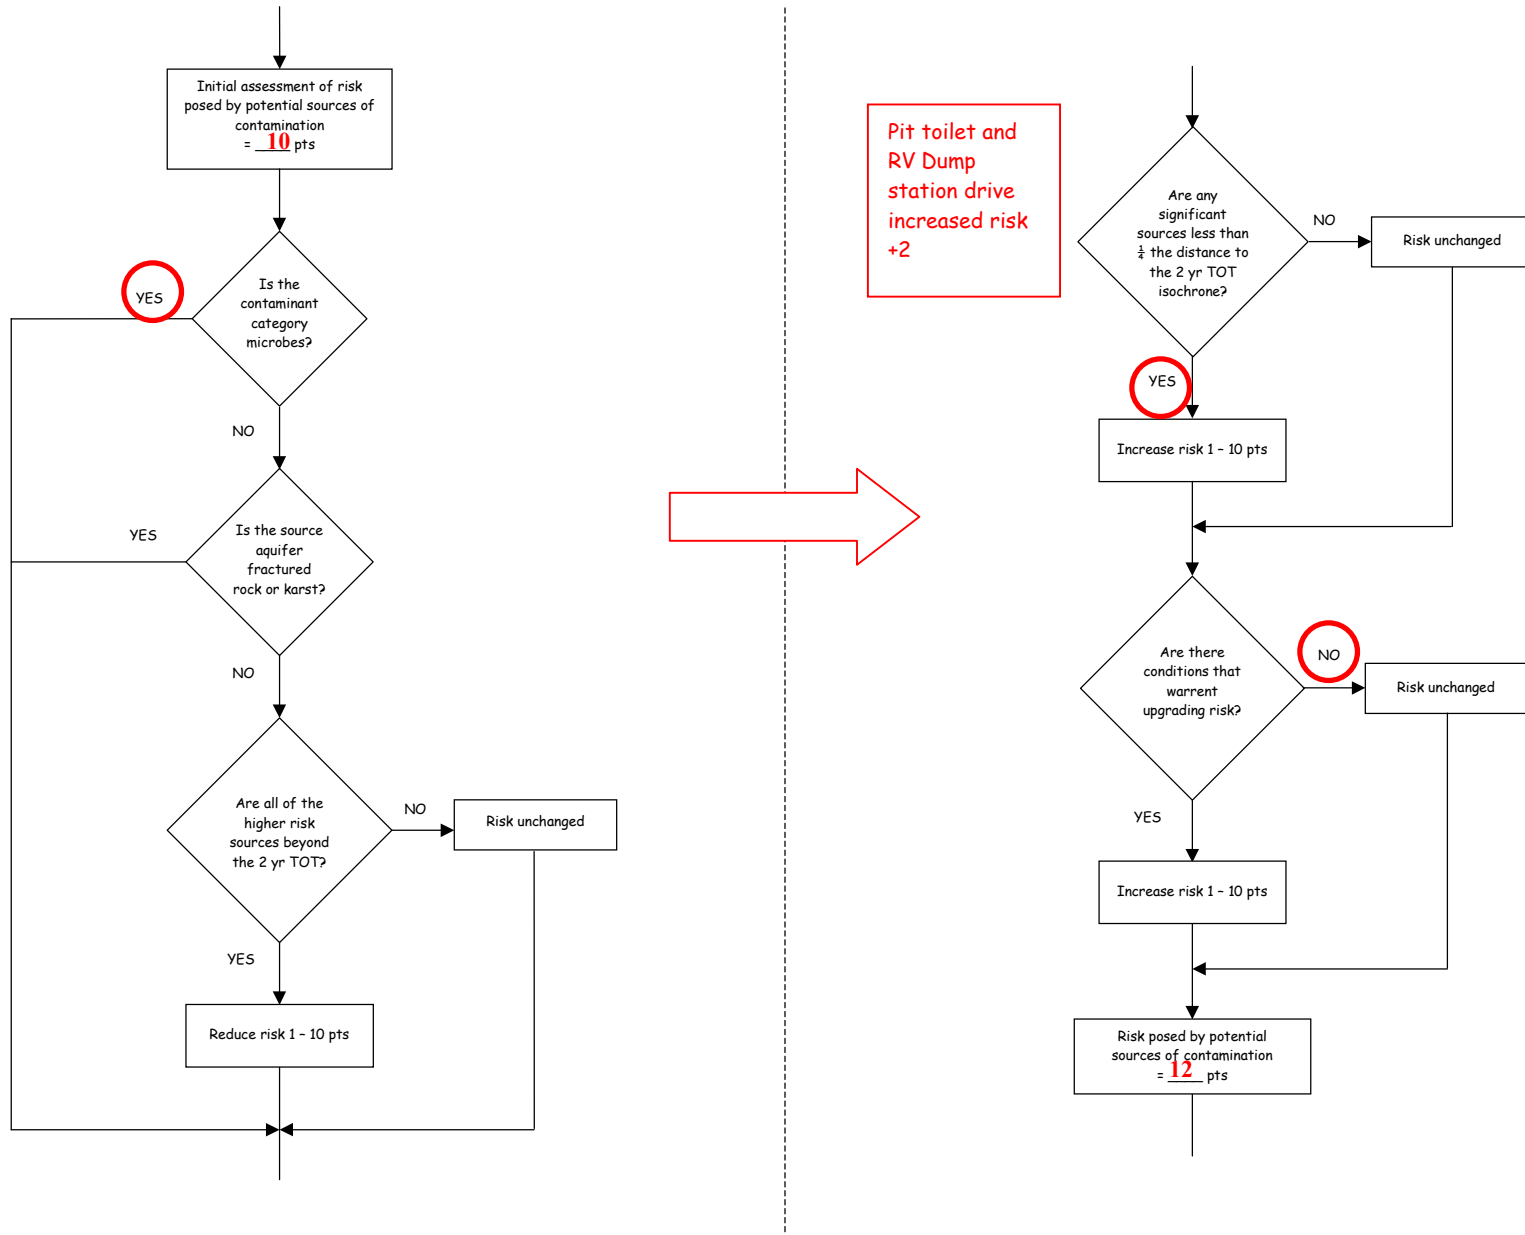 Initial assessment of risk
posed by potential sources of
contamination
= 10 pts
Is the
contaminant
category
microbes?
YES
NO
Is the source
aquifer
fractured
rock or karst?
YES
NO
Are all of the
higher risk
sources beyond
the 2 yr TOT?
NO
Risk unchanged
YES
Reduce risk 1 – 10 pts
Pit toilet and
RV Dump
station drive
increased risk
+2
Are any
significant
sources less than
¼ the distance to
the 2 yr TOT
isochrone?
NO
Risk unchanged
YES
Increase risk 1 – 10 pts
Are there
conditions that
warrent
upgrading risk?
NO
Risk unchanged
YES
Increase risk 1 – 10 pts
Risk posed by potential
sources of contamination
= 12 pts